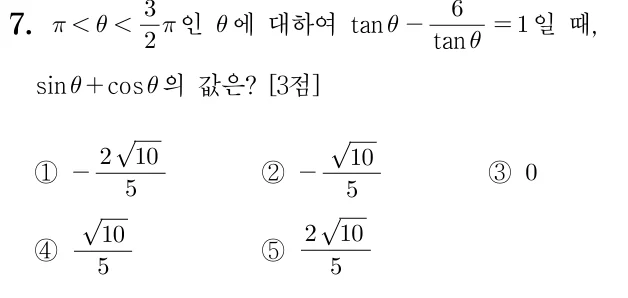 7. π < θ < 3/2 π 인 θ에 대하여 tanθ − 6/tanθ = 1 일 때,
sinθ + cosθ의 값은? [3점]
① −2√10/5 ② −√10/5 ③ 0
④ √10/5 ⑤ 2√10/5